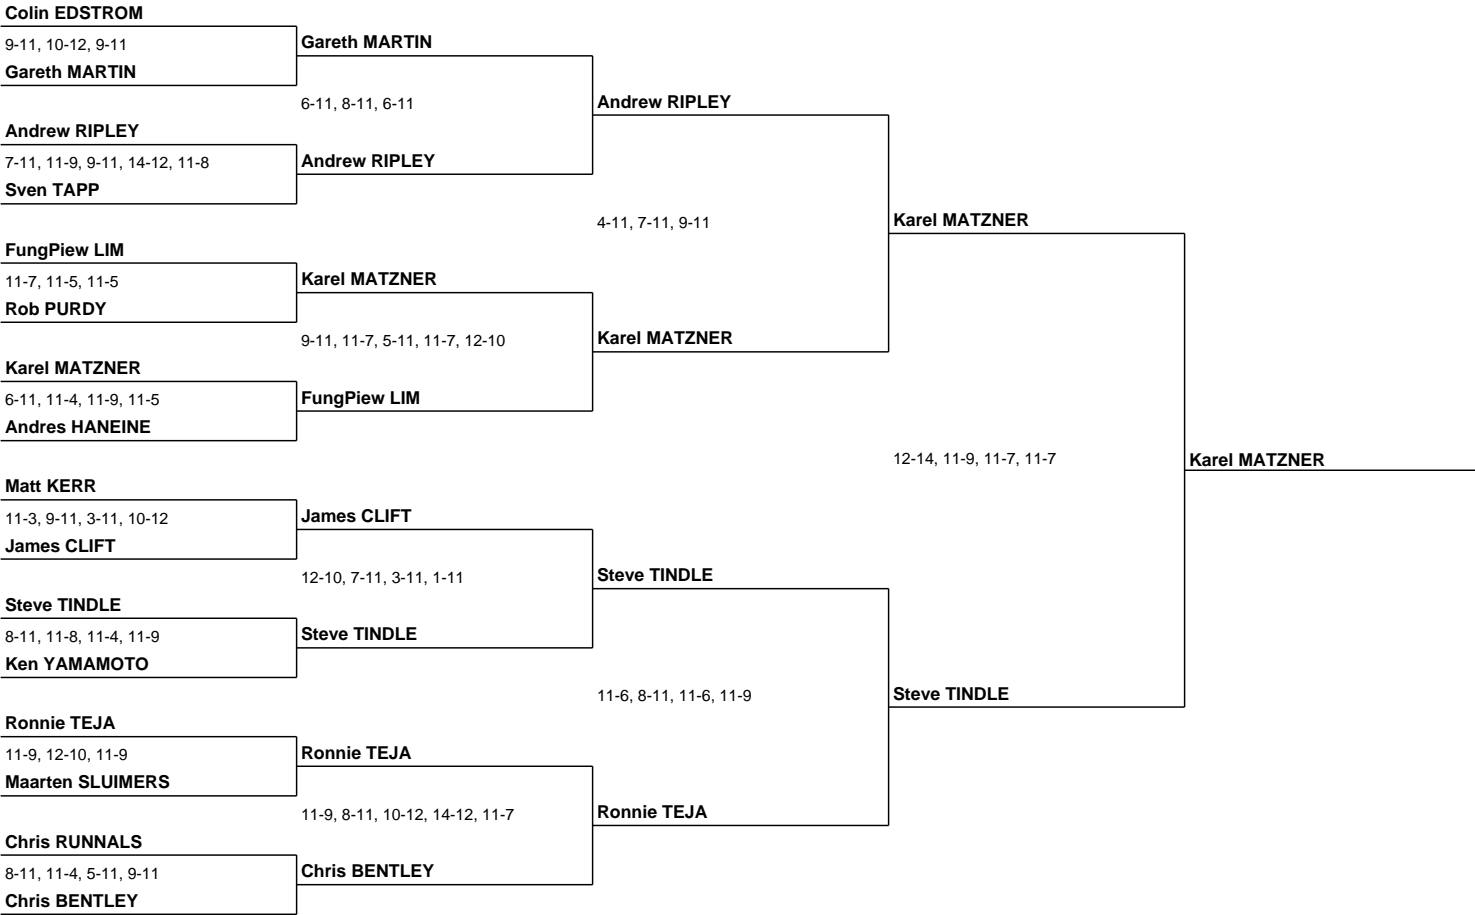 Colin EDSTROM
9-11, 10-12, 9-11
Gareth MARTIN
Andrew RIPLEY
7-11, 11-9, 9-11, 14-12, 11-8
Sven TAPP
FungPiew LIM
11-7, 11-5, 11-5
Rob PURDY
Karel MATZNER
6-11, 11-4, 11-9, 11-5
Andres HANEINE
Matt KERR
11-3, 9-11, 3-11, 10-12
James CLIFT
Steve TINDLE
8-11, 11-8, 11-4, 11-9
Ken YAMAMOTO
Ronnie TEJA
11-9, 12-10, 11-9
Maarten SLUIMERS
Chris RUNNALS
8-11, 11-4, 5-11, 9-11
Chris BENTLEY
Gareth MARTIN
6-11, 8-11, 6-11
Andrew RIPLEY
Karel MATZNER
9-11, 11-7, 5-11, 11-7, 12-10
FungPiew LIM
James CLIFT
12-10, 7-11, 3-11, 1-11
Steve TINDLE
Ronnie TEJA
11-9, 8-11, 10-12, 14-12, 11-7
Chris BENTLEY
Andrew RIPLEY
4-11, 7-11, 9-11
Karel MATZNER
Steve TINDLE
11-6, 8-11, 11-6, 11-9
Ronnie TEJA
Karel MATZNER
12-14, 11-9, 11-7, 11-7
Steve TINDLE
Karel MATZNER